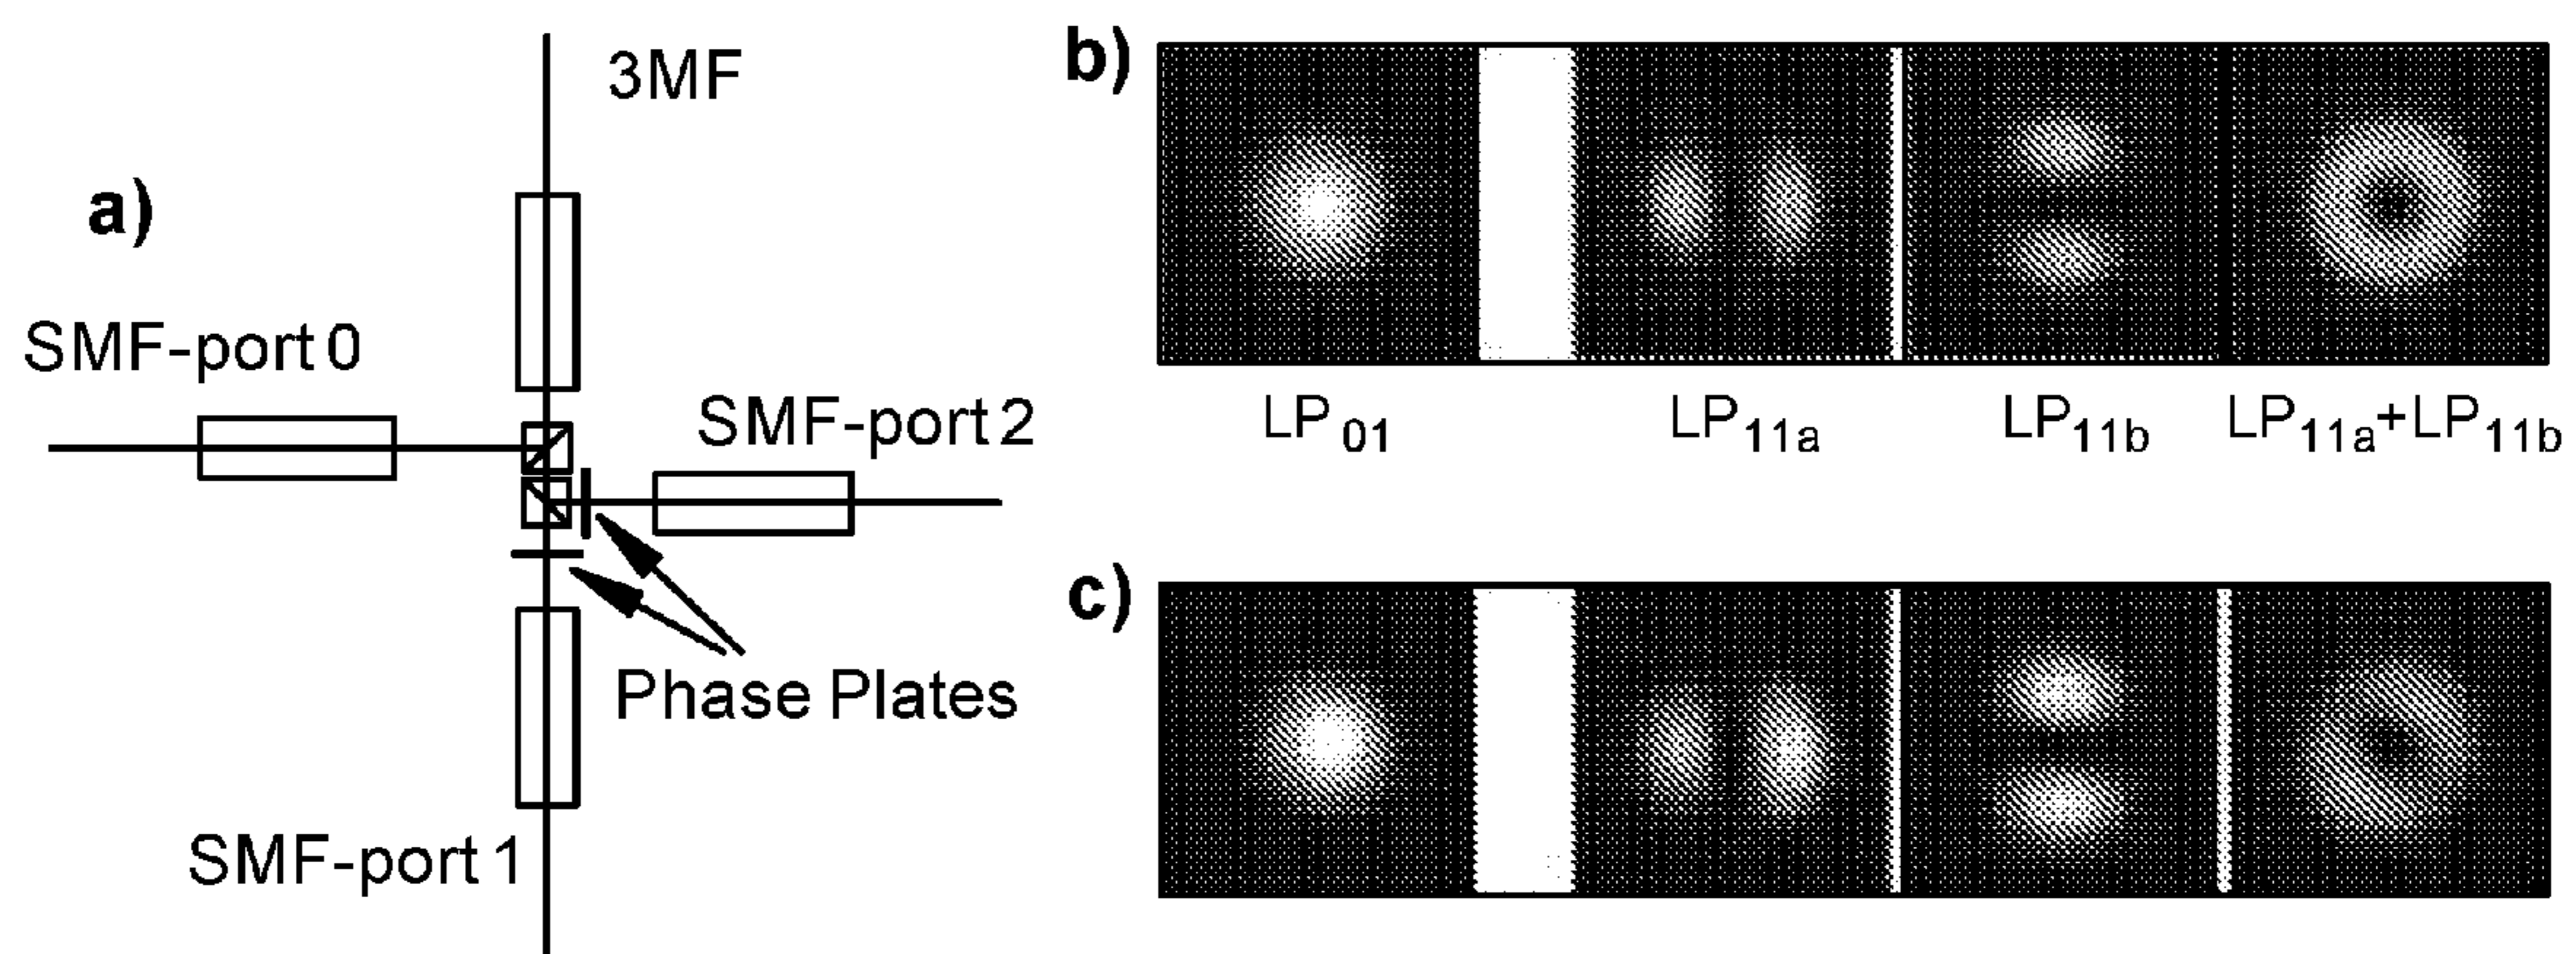 a)
3MF
SMF-port 0
SMF-port 2
Phase Plates
SMF-port 1
b)
LP01 LP11a LP11b LP11a+LP11b
c)